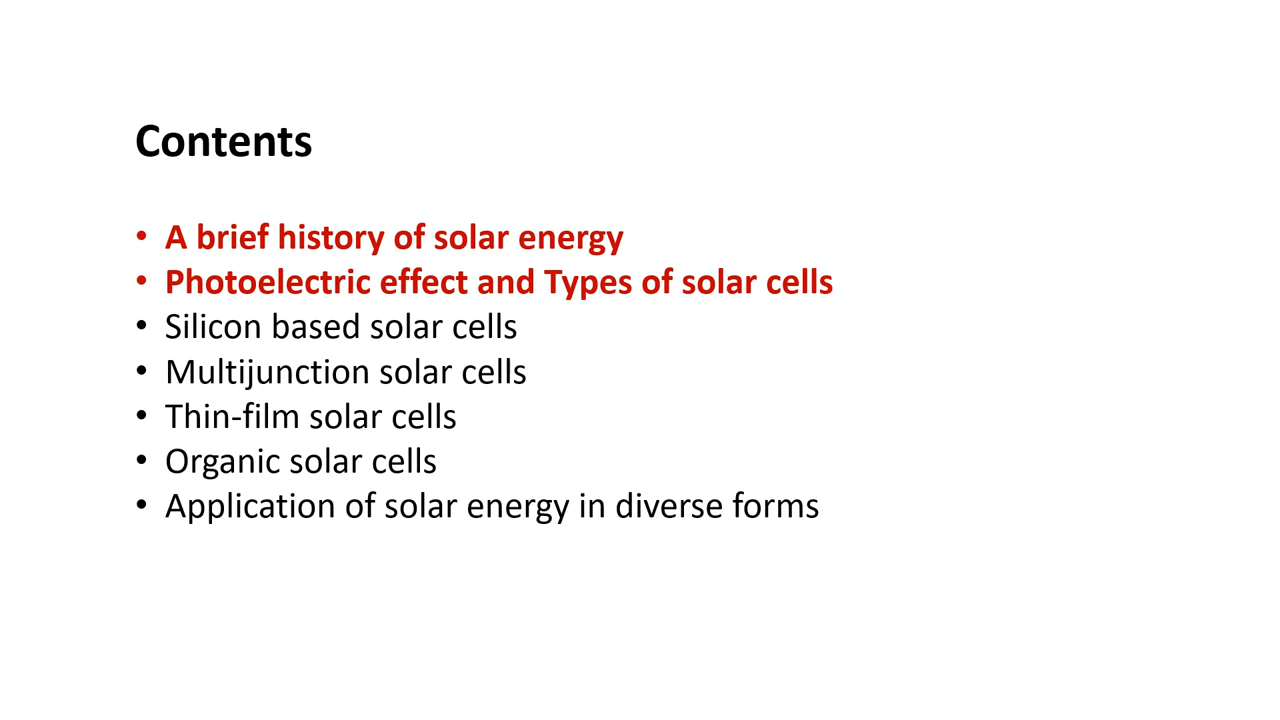 Contents
• A brief history of solar energy
• Photoelectric effect and Types of solar cells
• Silicon based solar cells
• Multijunction solar cells
• Thin-film solar cells
• Organic solar cells
• Application of solar energy in diverse forms